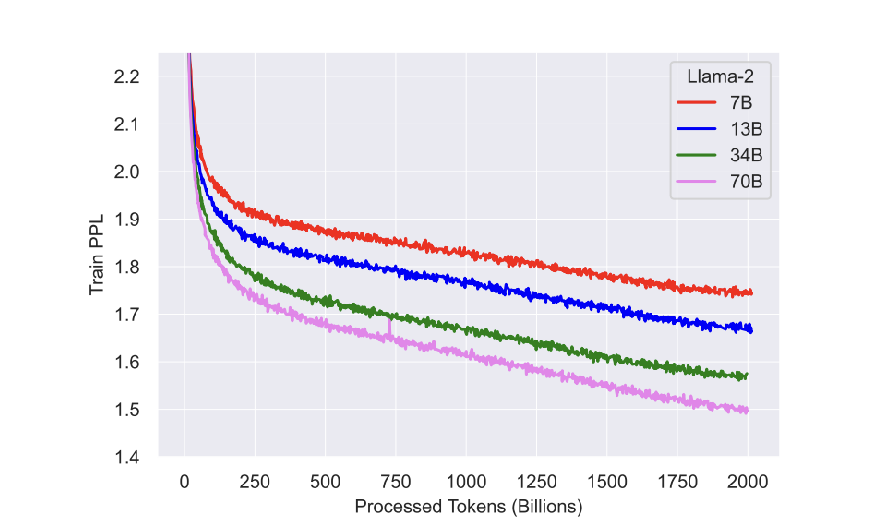 Llama-2
7B
13B
34B
70B
Train PPL
2.2
2.1
2.0
1.9
1.8
1.7
1.6
1.5
1.4
0 250 500 750 1000 1250 1500 1750 2000
Processed Tokens (Billions)